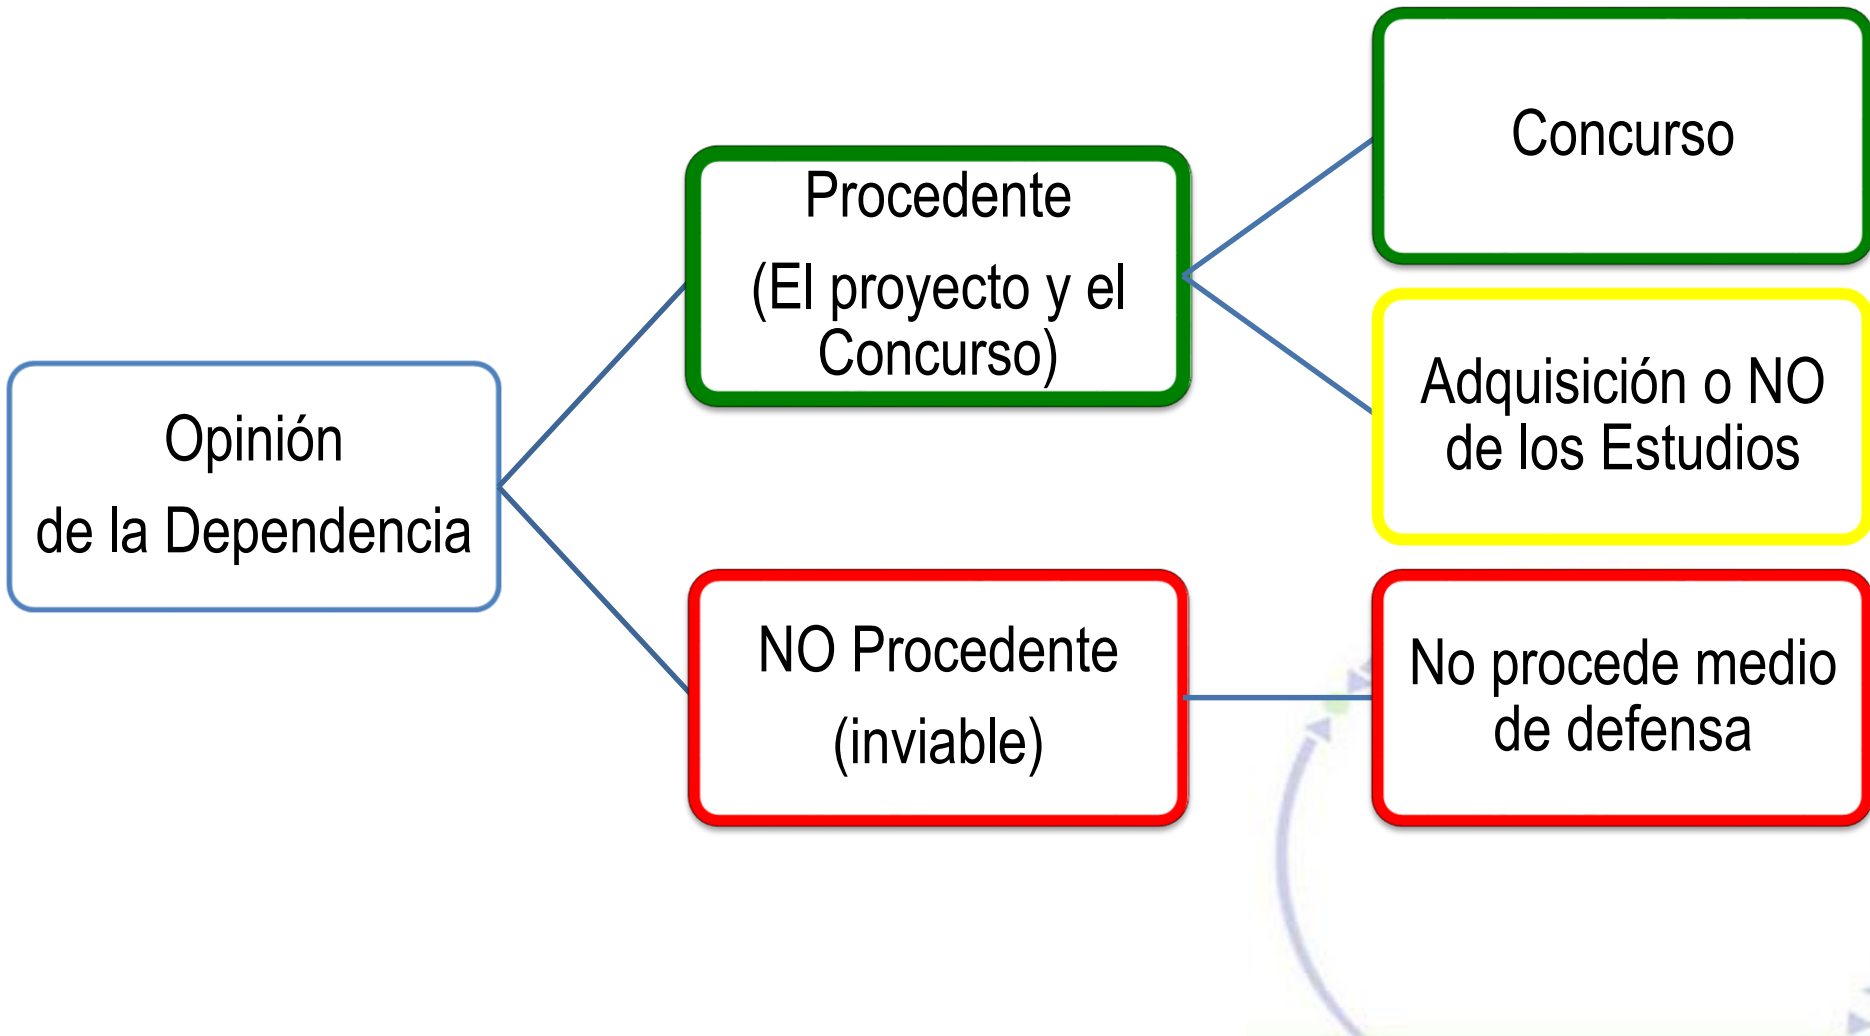 Opinión
de la Dependencia
Procedente
(El proyecto y el
Concurso)
NO Procedente
(inviable)
Concurso
Adquisición o NO
de los Estudios
No procede medio
de defensa